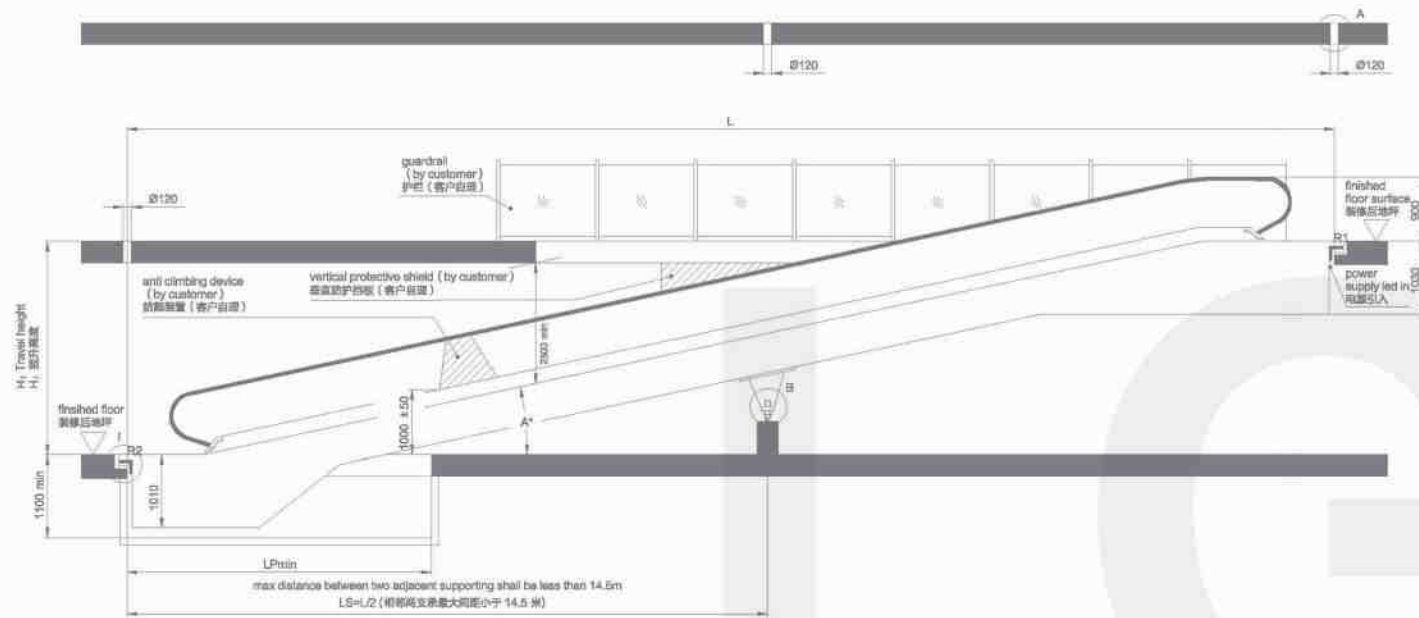 A
Ø120
Ø120
L
guardrail
(by customer)
护栏(客户自理)
Ø120
finished
floor surface
装修后地坪
900
R1
anti climbing device
(by customer)
防爬装置(客户自理)
vertical protective shield (by customer)
垂直防护挡板(客户自理)
power
supply led in
电源引入
1030
2300 min
H, Travel height
H, 提升高度
B
finsihed floor
装修后地坪
1000 ±50
A°
R2
1100 min
1010
LPmin
max distance between two adjacent supporting shall be less than 14.5m
LS=L/2 (相邻两支承最大间距小于 14.5 米)